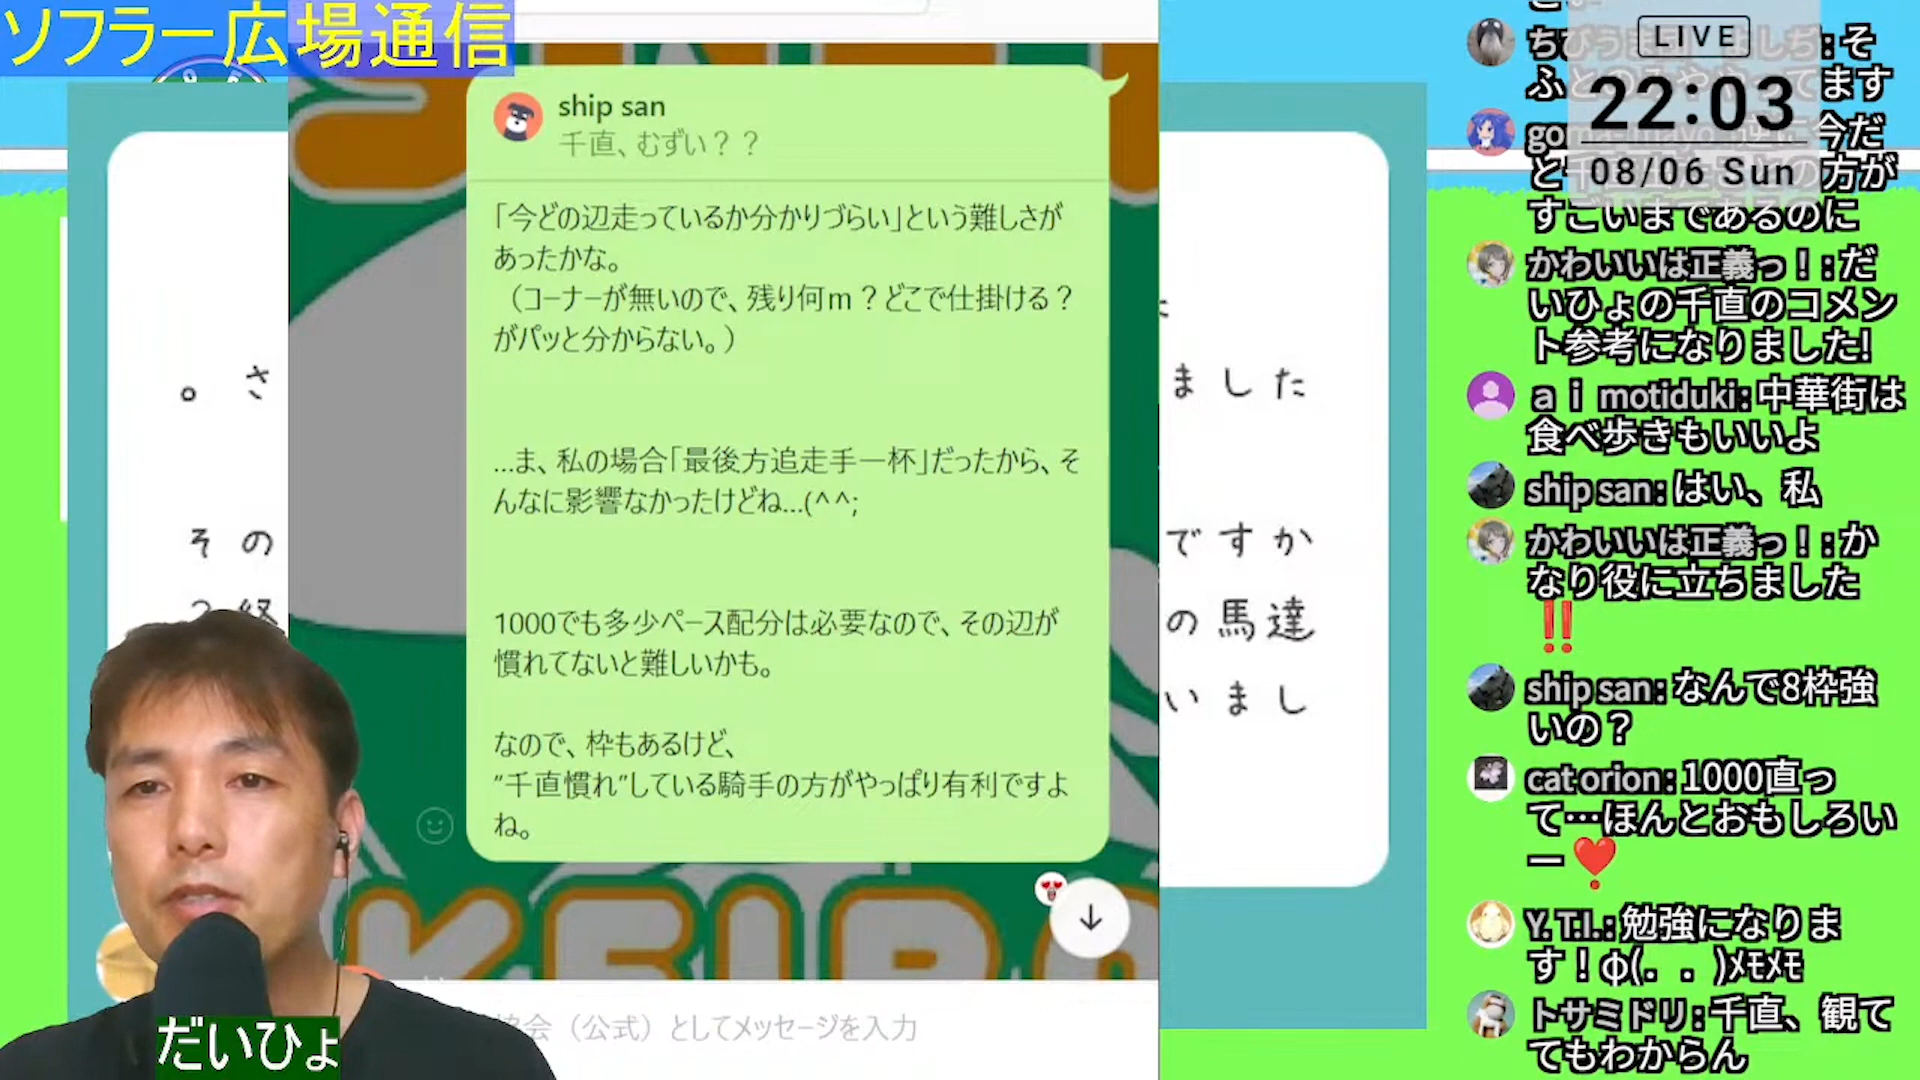 ソフラー広場通信
ship san
千直、むずい？？
「今どの辺走っているか分かりづらい」という難しさが
あったかな。
（コーナーが無いので、残り何ｍ？どこで仕掛ける？
がパッと分からない。）
…ま、私の場合「最後方追走手一杯」だったから、そ
んなに影響なかったけどね…(^^;
1000でも多少ペース配分は必要なので、その辺が
慣れてないと難しいかも。
なので、枠もあるけど、
”千直慣れ”している騎手の方がやっぱり有利ですよ
ね。
協会（公式）としてメッセージを入力
。さ
その
ました
ですか
の馬達
いまし
だいひょ
LIVE
22:03
08/06 Sun
そ
ふ
ます
今だ
と
方が
すごいまであるのに
かわいいは正義っ！:だ
いひょの千直のコメン
ト参考になりました!
ａｉ motiduki:中華街は
食べ歩きもいいよ
ship san:はい、私
かわいいは正義っ！:か
なり役に立ちました
‼
ship san:なんで8枠強
いの？
cat orion:1000直っ
て…ほんとおもしろい
ー❣
Y.T.I.:勉強になりま
す！φ(．．)ﾒﾓﾒﾓ
トサミドリ:千直、観て
てもわからん